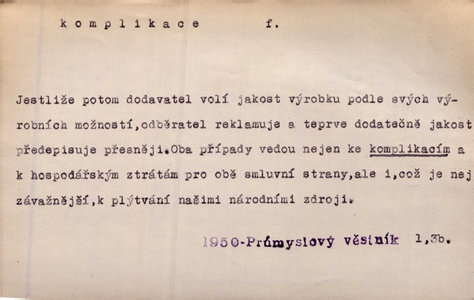 komplikace f.
Jestliže potom dodavatel volí jakost výrobku podle svých vý-
robních možností,odběratel reklamuje a teprve dodatečně jakost
předepisuje přesněji.Oba případy vedou nejen ke komplikacím a
k hospodářským ztrátám pro obě smluvní strany,ale i,což je nej
závažnější,k plýtvání našimi národními zdroji.
1950-Průmyslový věstník 1,3b.